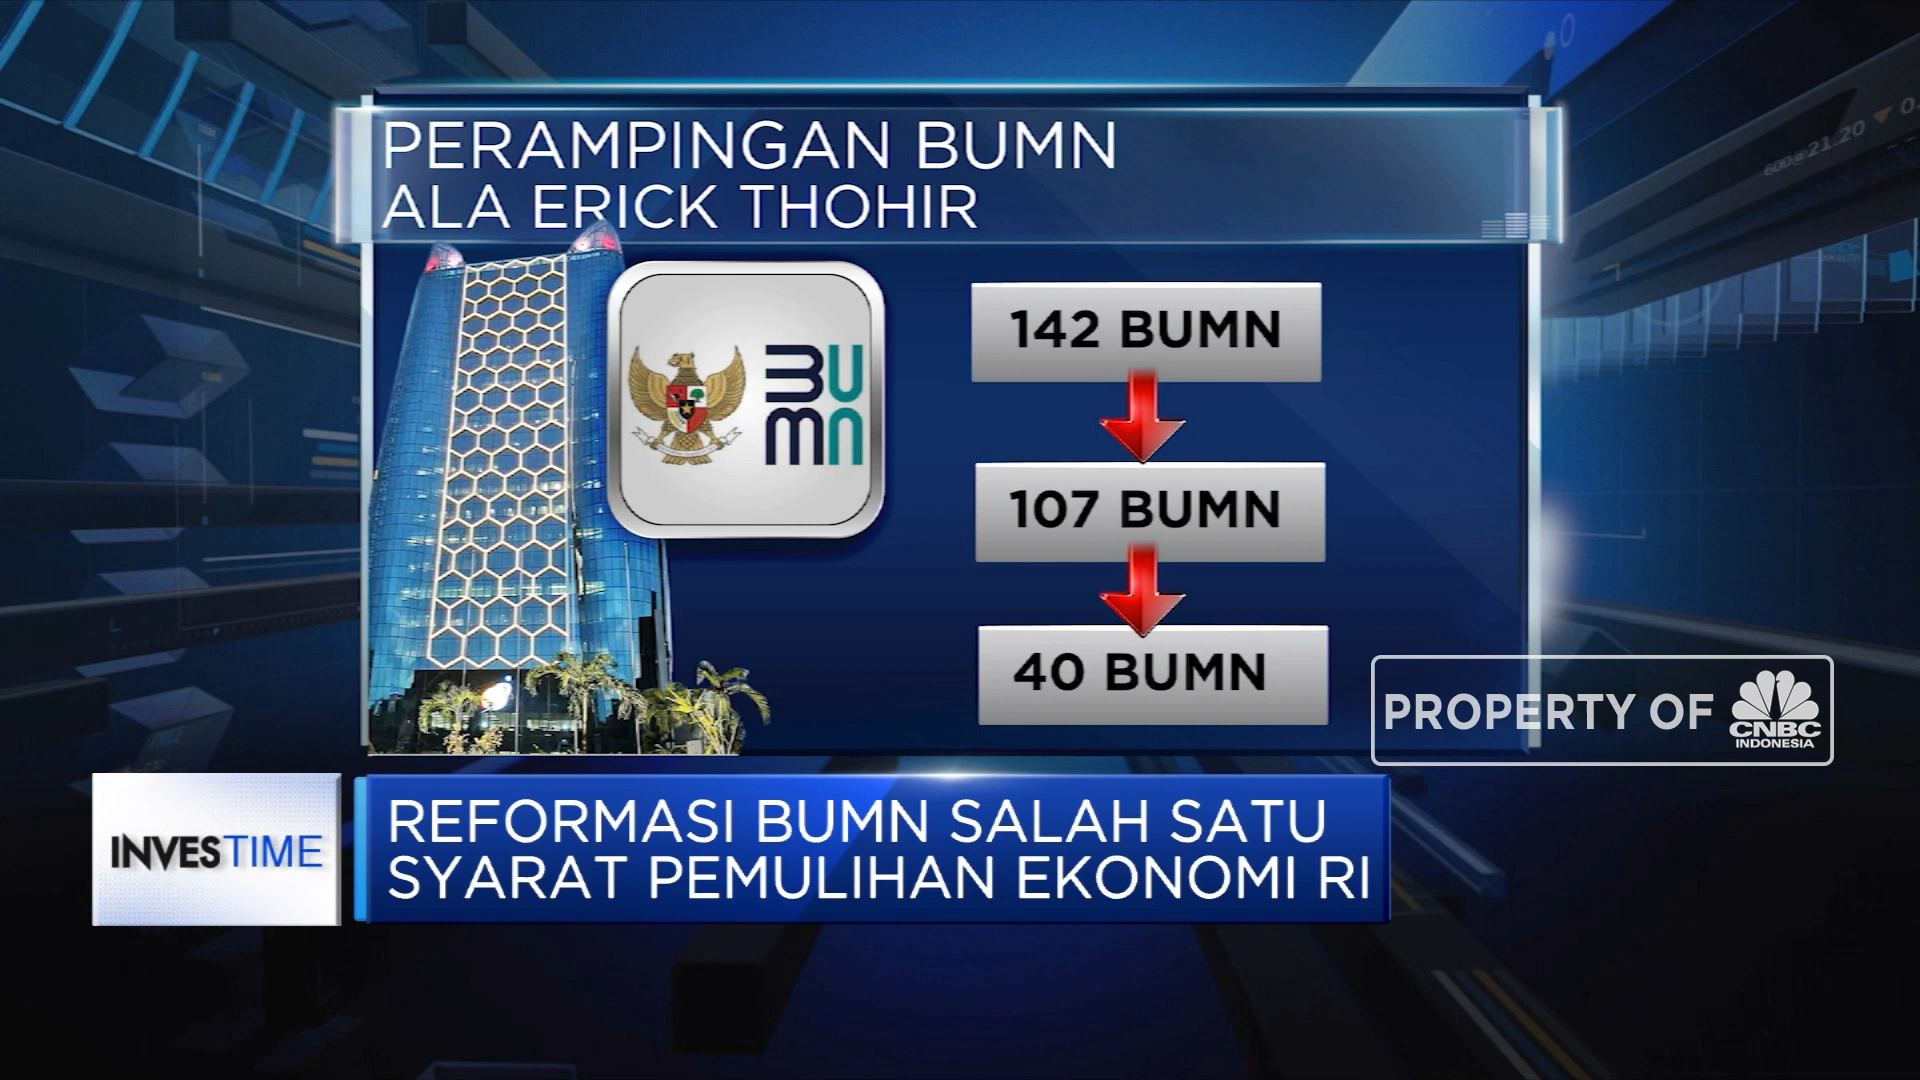 PERAMPINGAN BUMN
ALA ERICK THOHIR
BUMN
142 BUMN
107 BUMN
40 BUMN
PROPERTY OF CNBC INDONESIA
INVESTIME
REFORMASI BUMN SALAH SATU
SYARAT PEMULIHAN EKONOMI RI